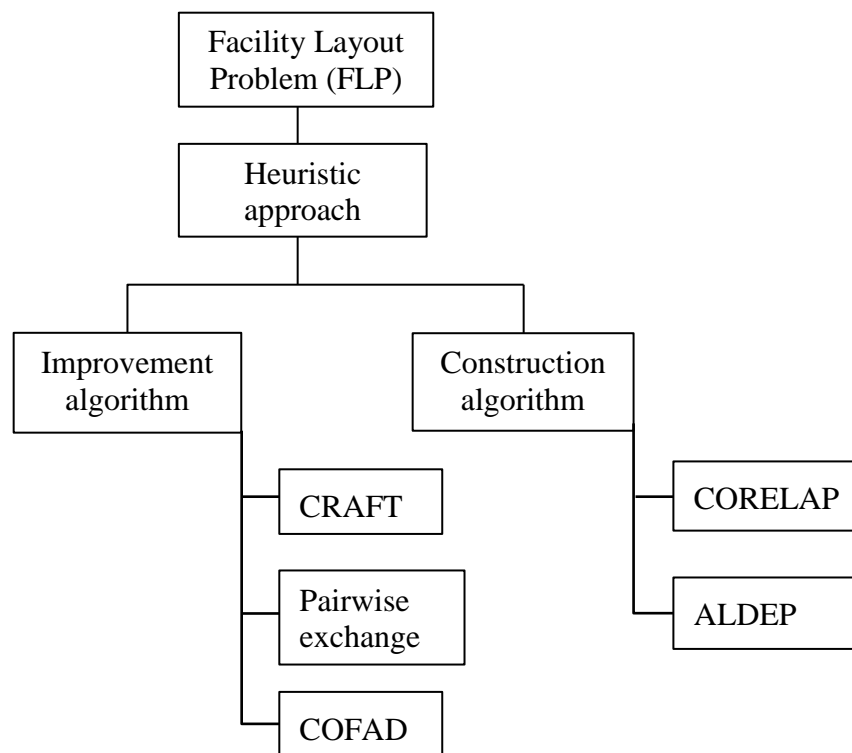 Facility Layout
Problem (FLP)
Heuristic
approach
Improvement
algorithm
Construction
algorithm
CRAFT
Pairwise
exchange
COFAD
CORELAP
ALDEP